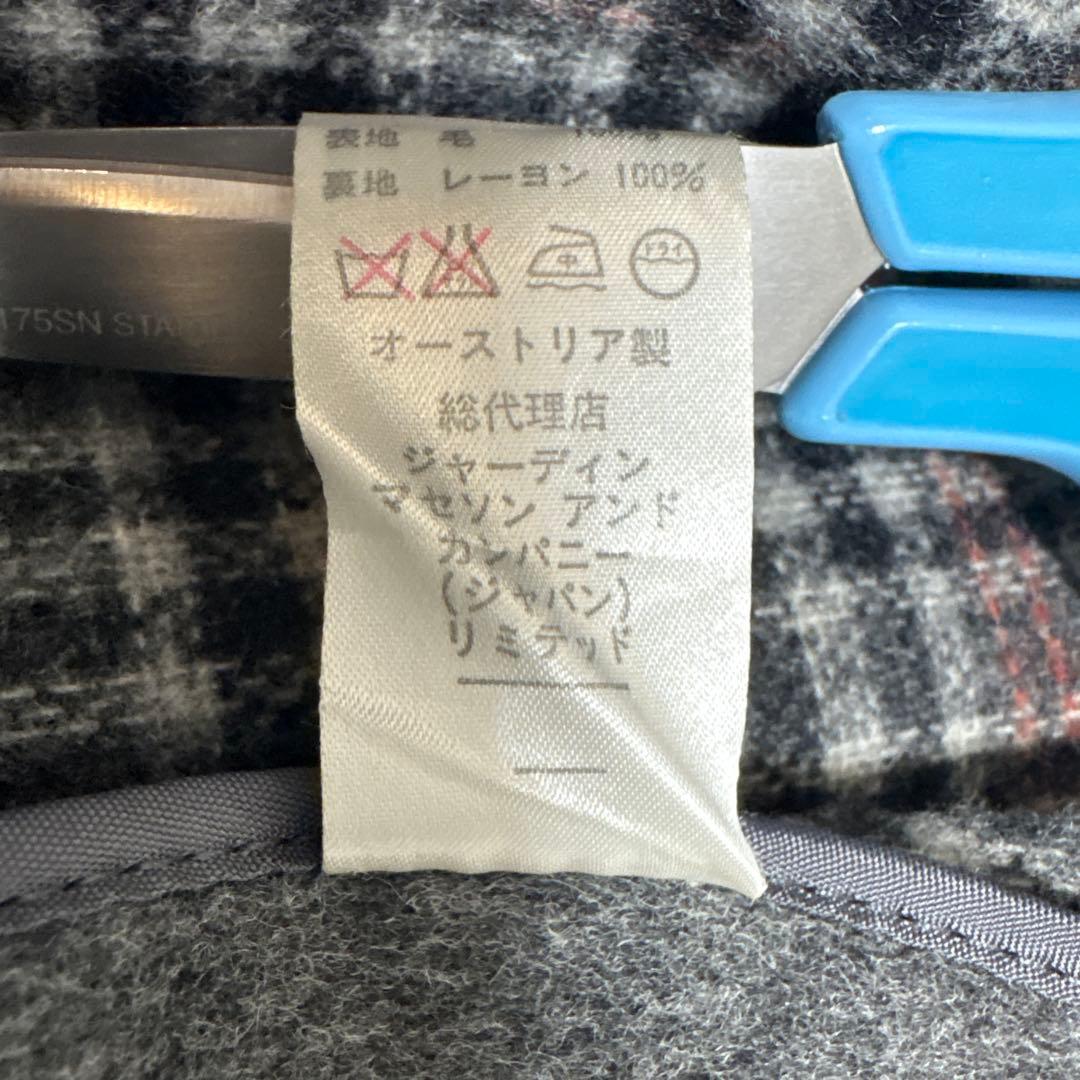 表地 毛
裏地 レーヨン 100%
ハ
中
ドライ
オーストリア製
総代理店
ジャーディン
マセソン アンド
カンパニー
(ジャパン)
リミテッド
175SN